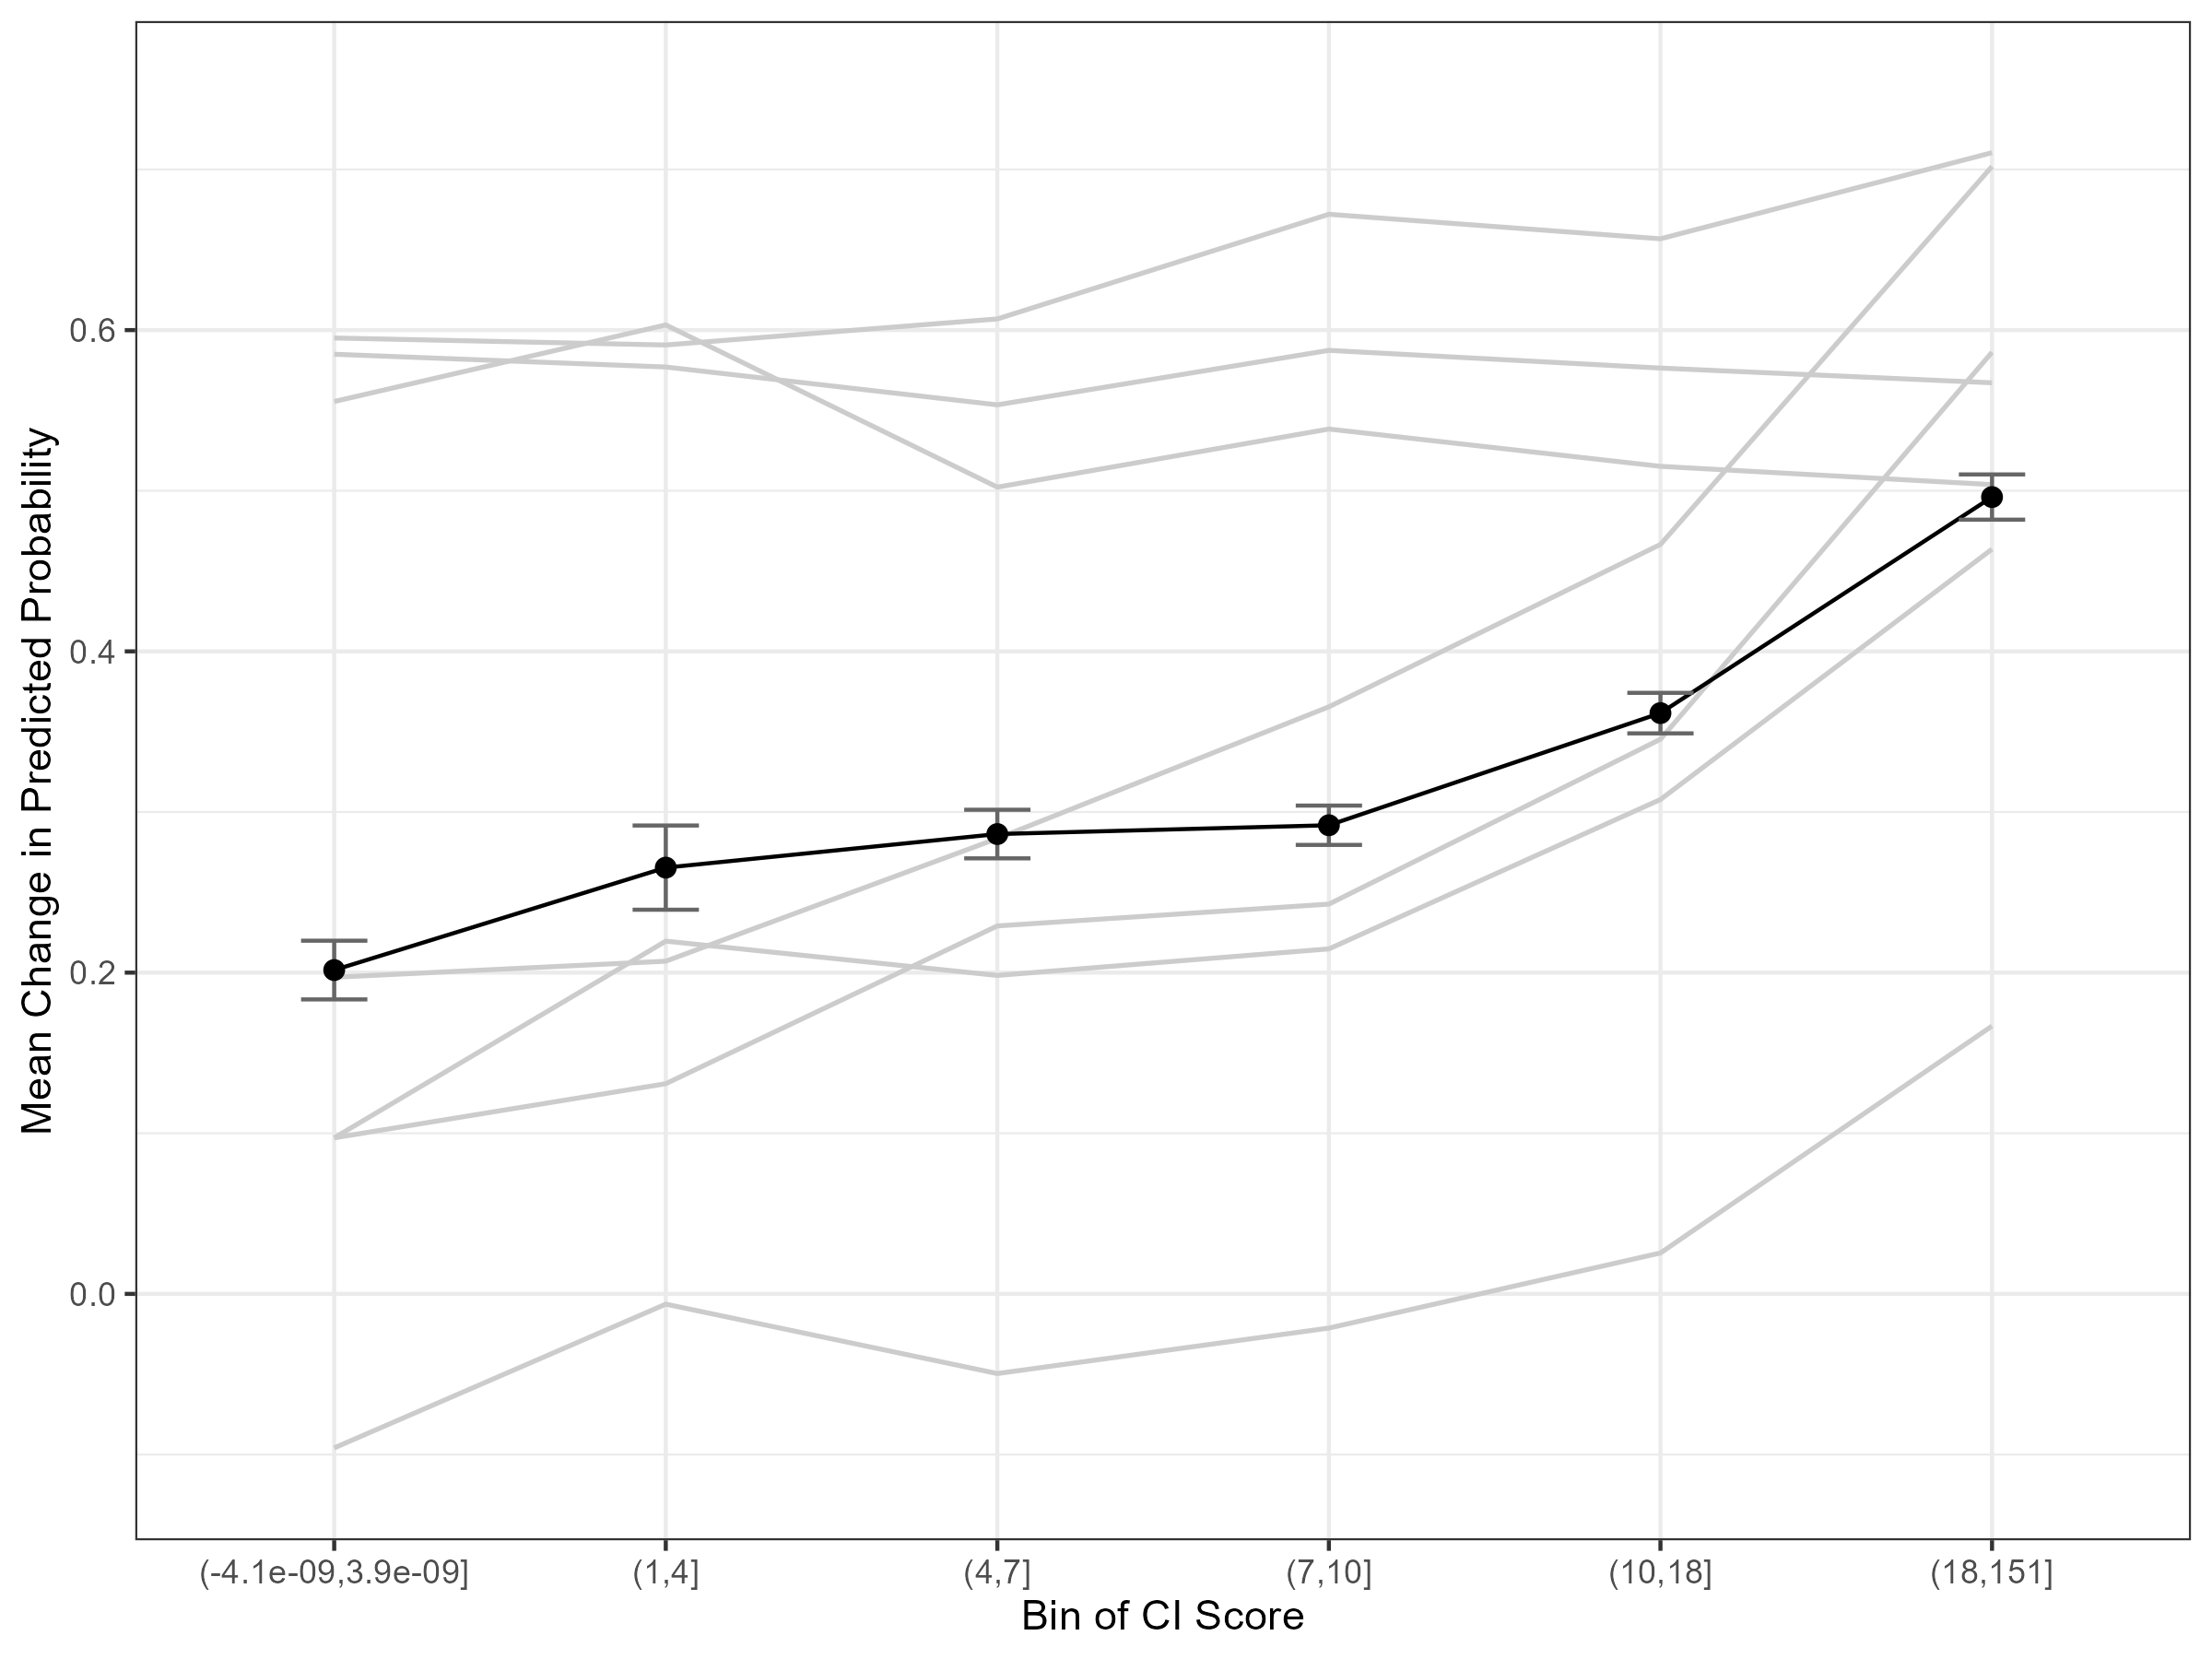 Mean Change in Predicted Probability
0.6
0.4
0.2
0.0
(-4.1e-09,3.9e-09] (1,4] (4,7] (7,10] (10,18] (18,151]
Bin of CI Score